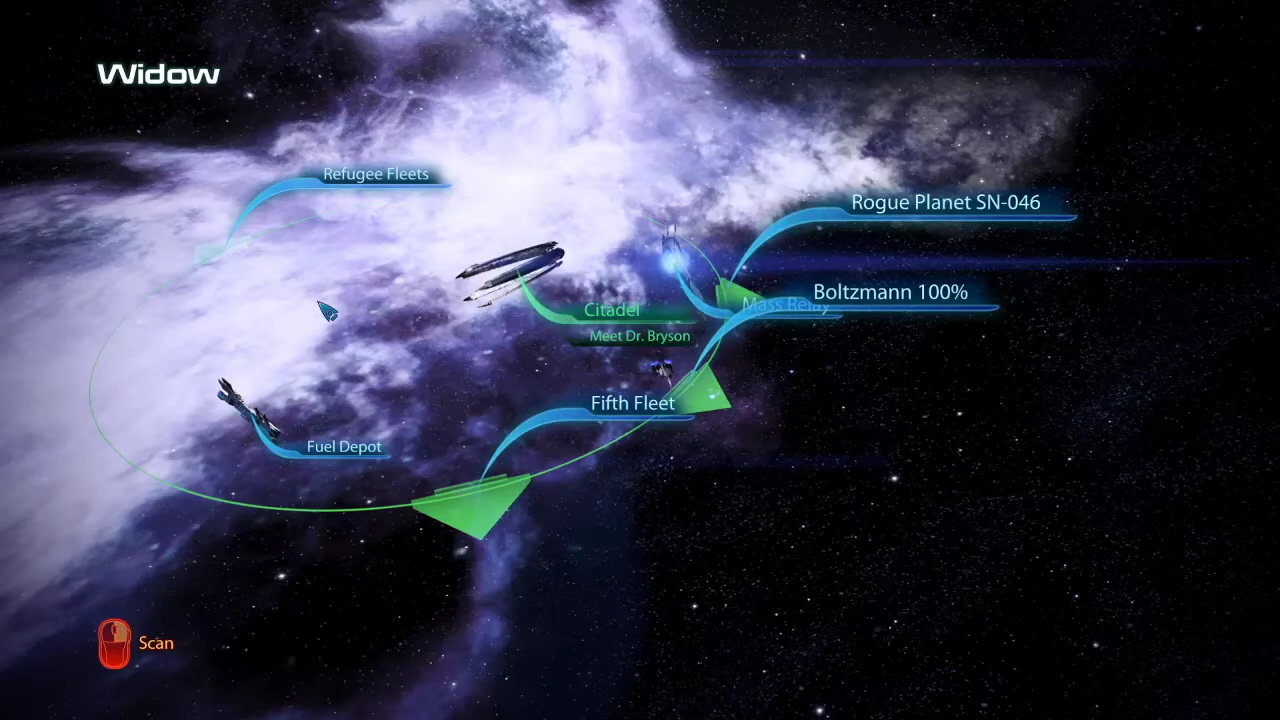 Widow
Refugee Fleets
Rogue Planet SN-046
Boltzmann 100%
Mass Relay
Citadel
Meet Dr. Bryson
Fifth Fleet
Fuel Depot
Scan